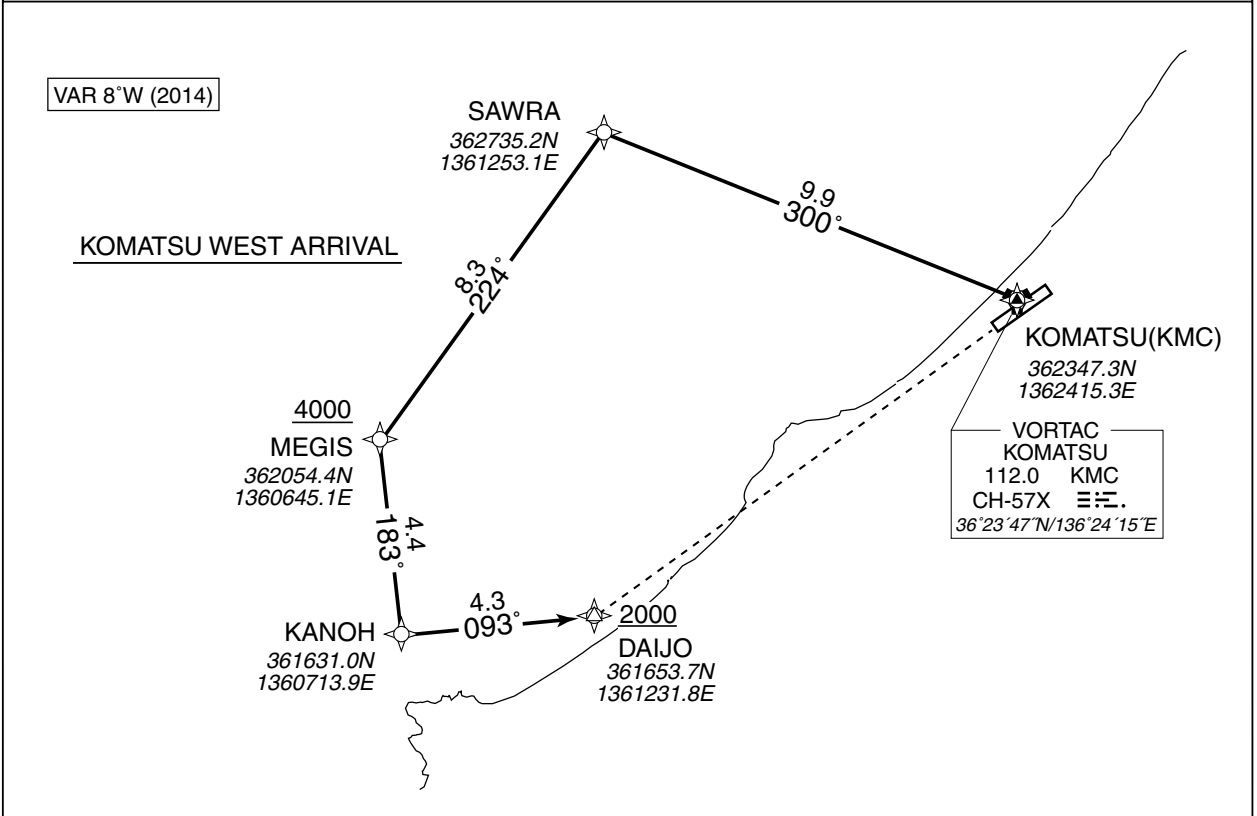 VAR 8°W (2014)
SAWRA
362735.2N
1361253.1E
9.9
300°
KOMATSU WEST ARRIVAL
8.3
224°
KOMATSU(KMC)
362347.3N
1362415.3E
4000
MEGIS
362054.4N
1360645.1E
VORTAC
KOMATSU
112.0 KMC
CH-57X
36°23´47˝N/136°24´15˝E
4.4
183°
4.3
093°
KANOH
361631.0N
1360713.9E
2000
DAIJO
361653.7N
1361231.8E